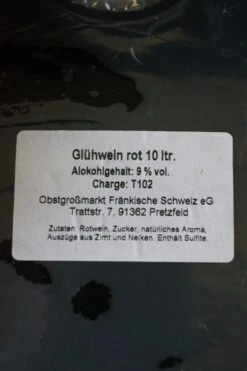 Glühwein rot 10 ltr.
Alokohlgehalt: 9 % vol.
Charge: T102
Obstgroßmarkt Fränkische Schweiz eG
Trattstr. 7, 91362 Pretzfeld
Zutaten: Rotwein, Zucker, natürliches Aroma,
Auszüge aus Zimt und Nelken. Enthält Sulfite.